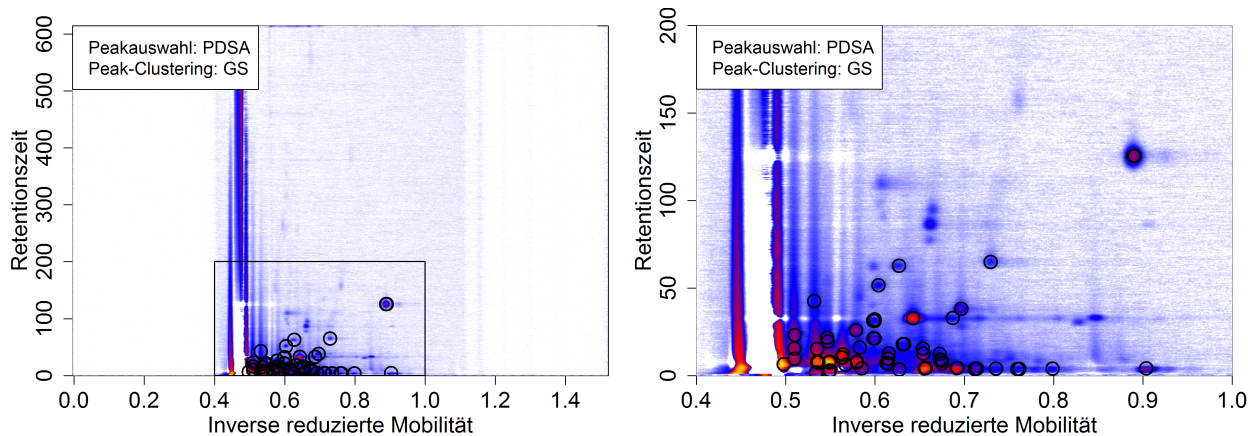 Peakauswahl: PDSA
Peak-Clustering: GS
Retentionszeit
600
500
400
300
200
100
0
0.0 0.2 0.4 0.6 0.8 1.0 1.2 1.4
Inverse reduzierte Mobilität
Peakauswahl: PDSA
Peak-Clustering: GS
Retentionszeit
200
150
100
50
0
0.4 0.5 0.6 0.7 0.8 0.9 1.0
Inverse reduzierte Mobilität